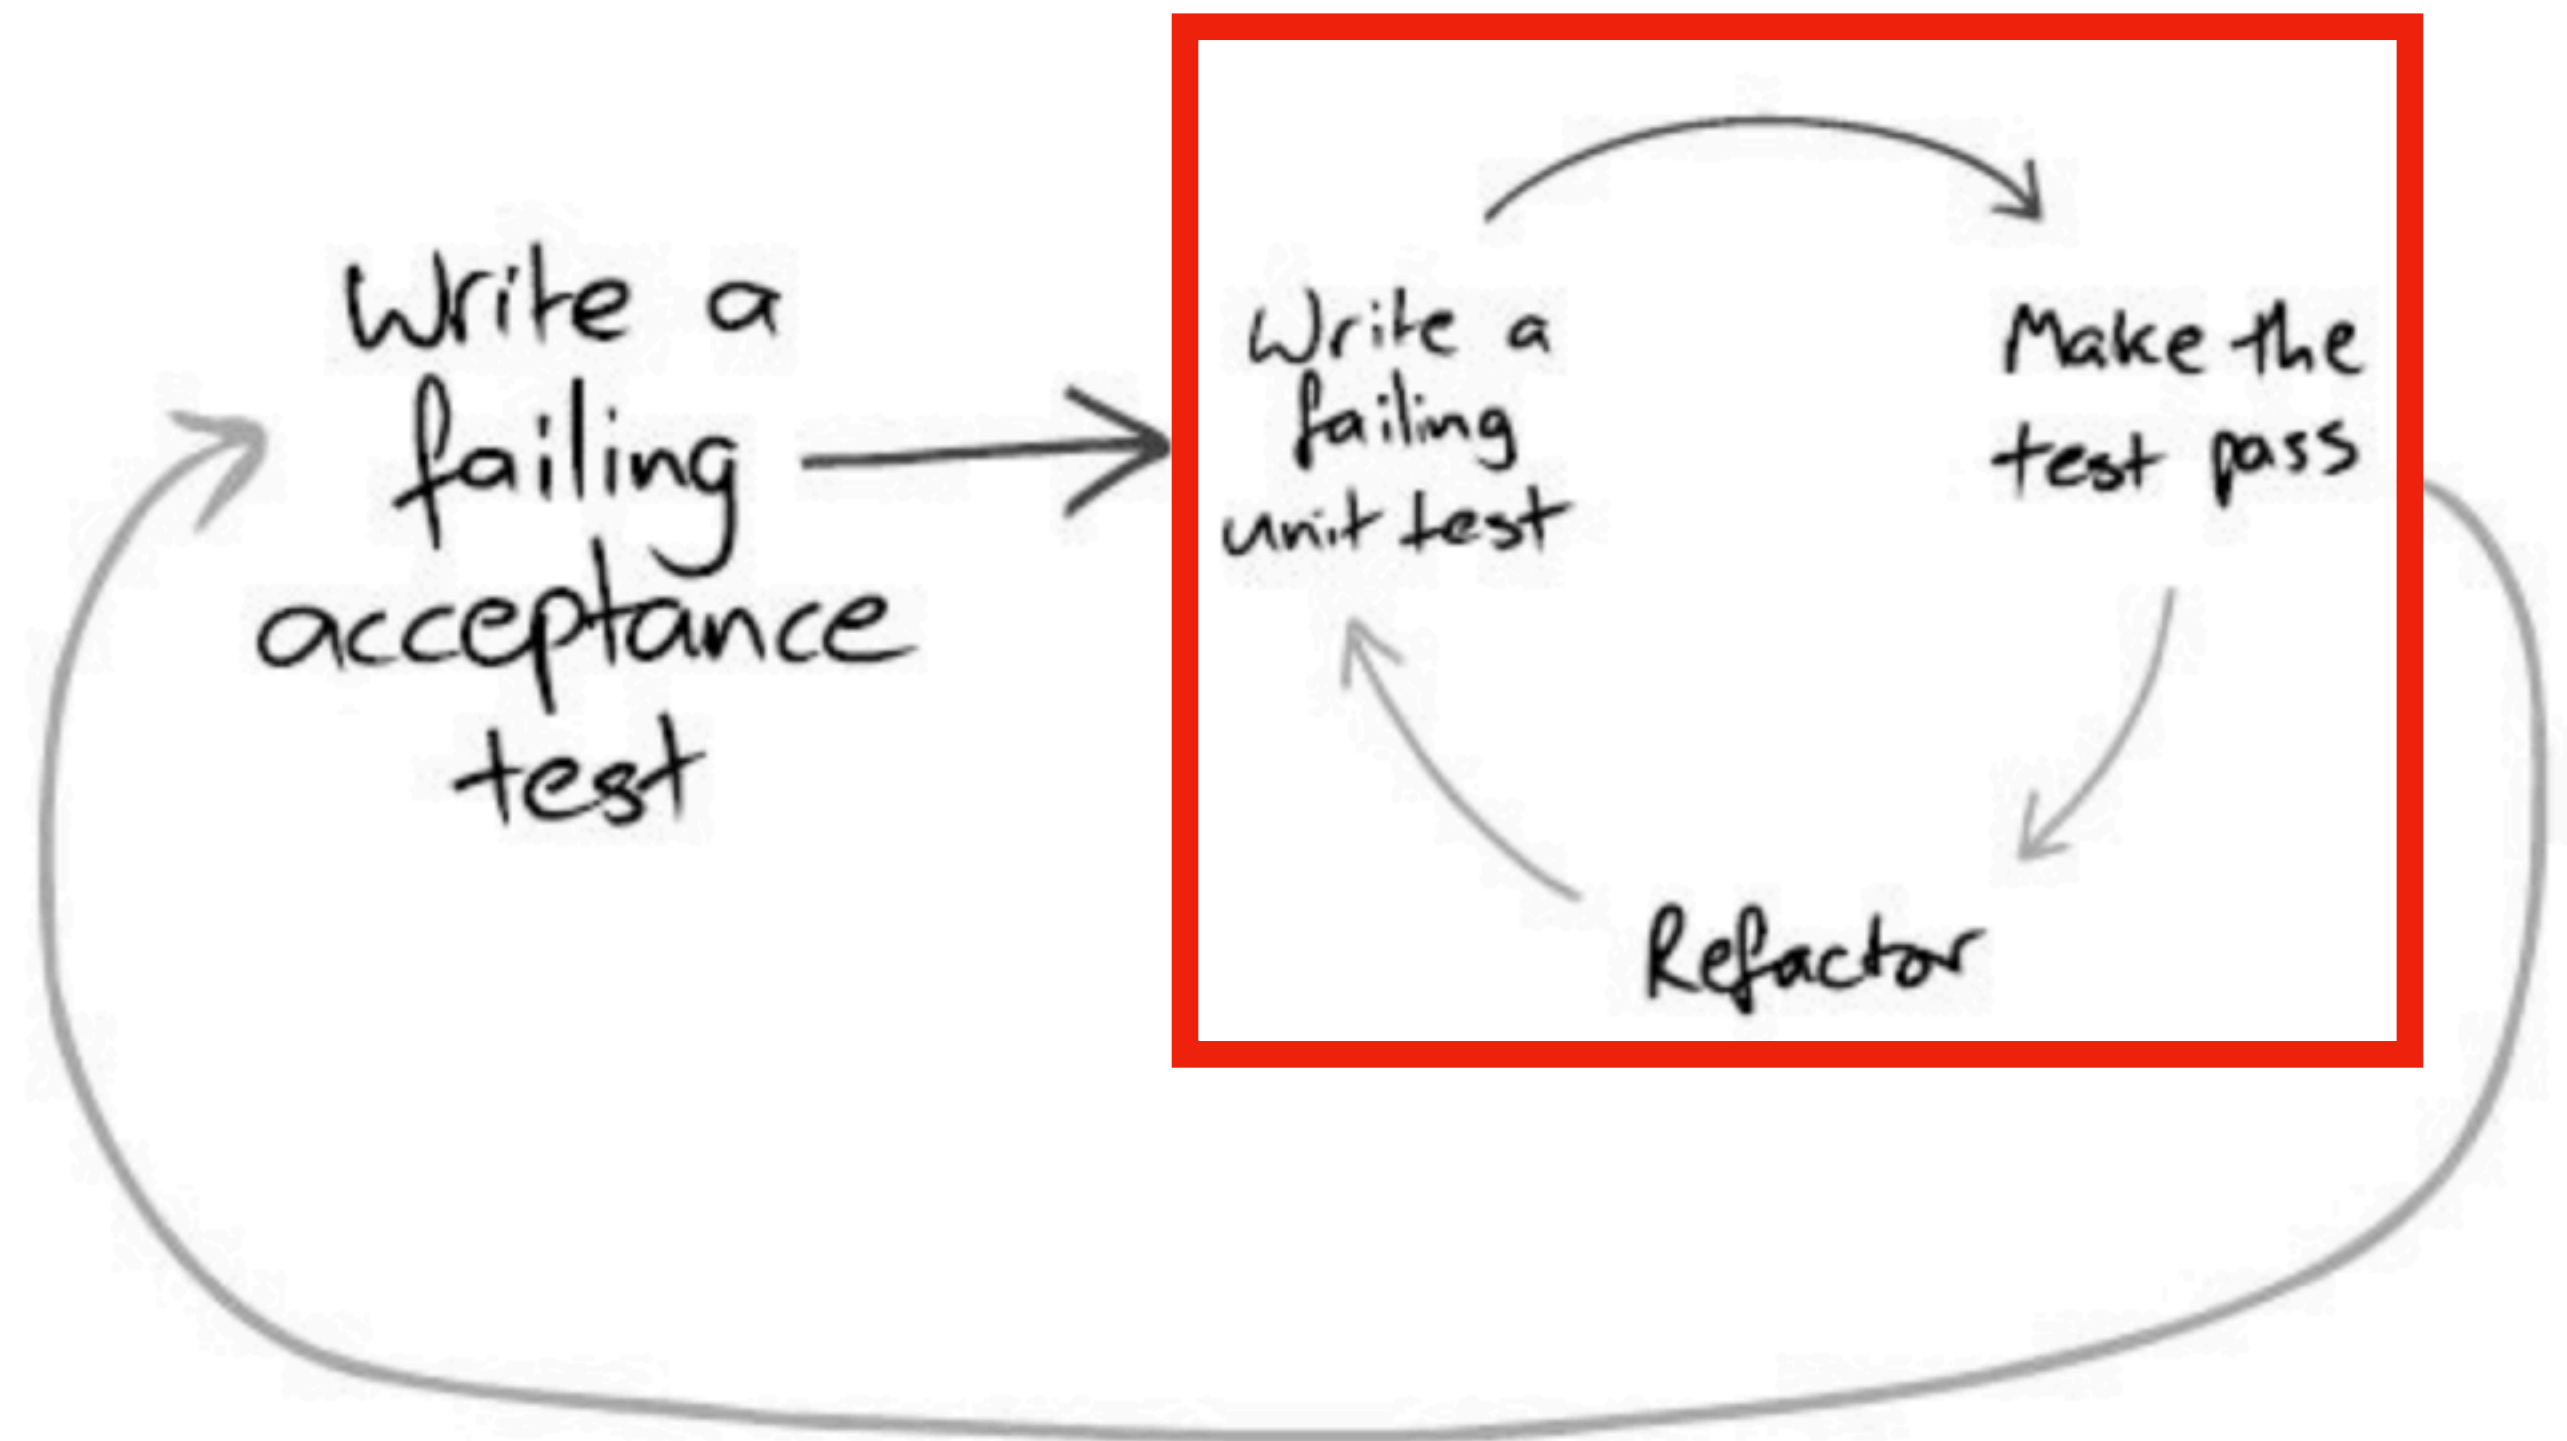 Write a
failing
acceptance
test
Write a
failing
unit test
Make the
test pass
Refactor